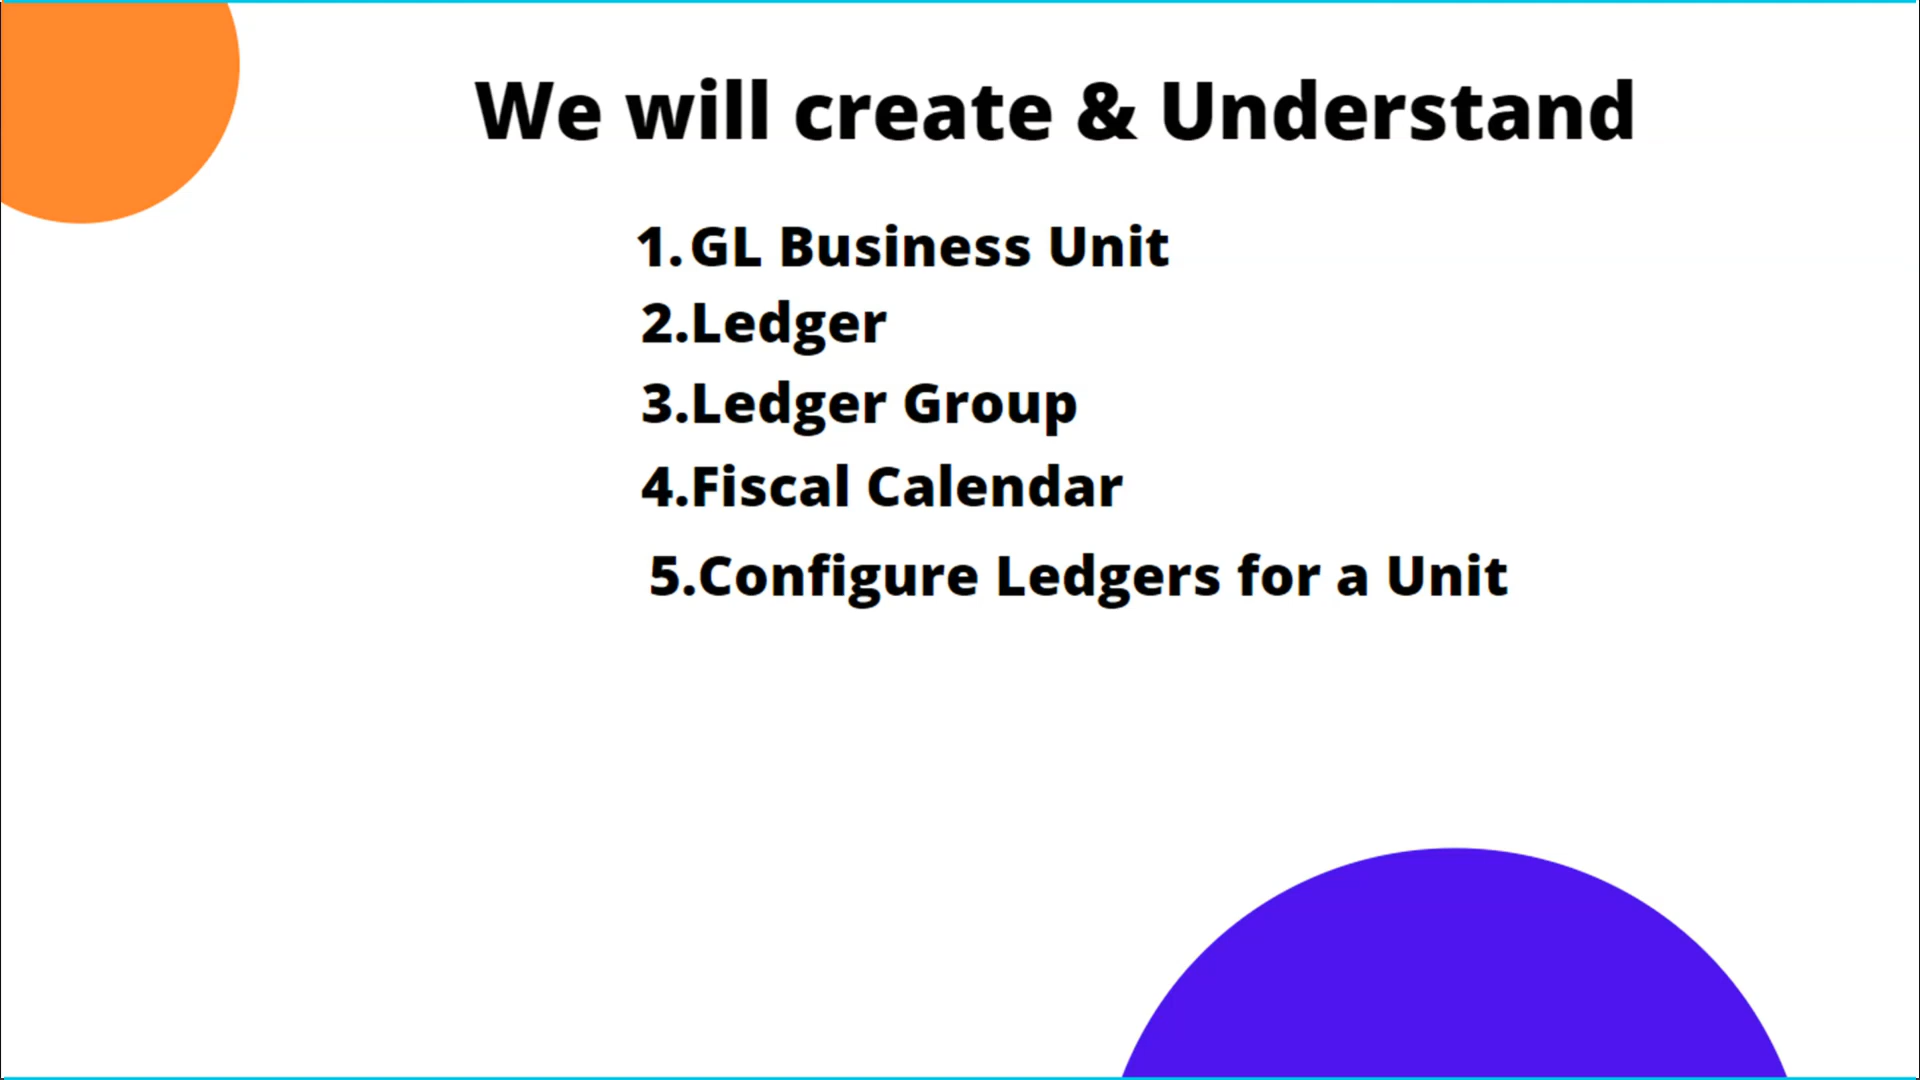 We will create & Understand
1. GL Business Unit
2.Ledger
3.Ledger Group
4.Fiscal Calendar
5.Configure Ledgers for a Unit